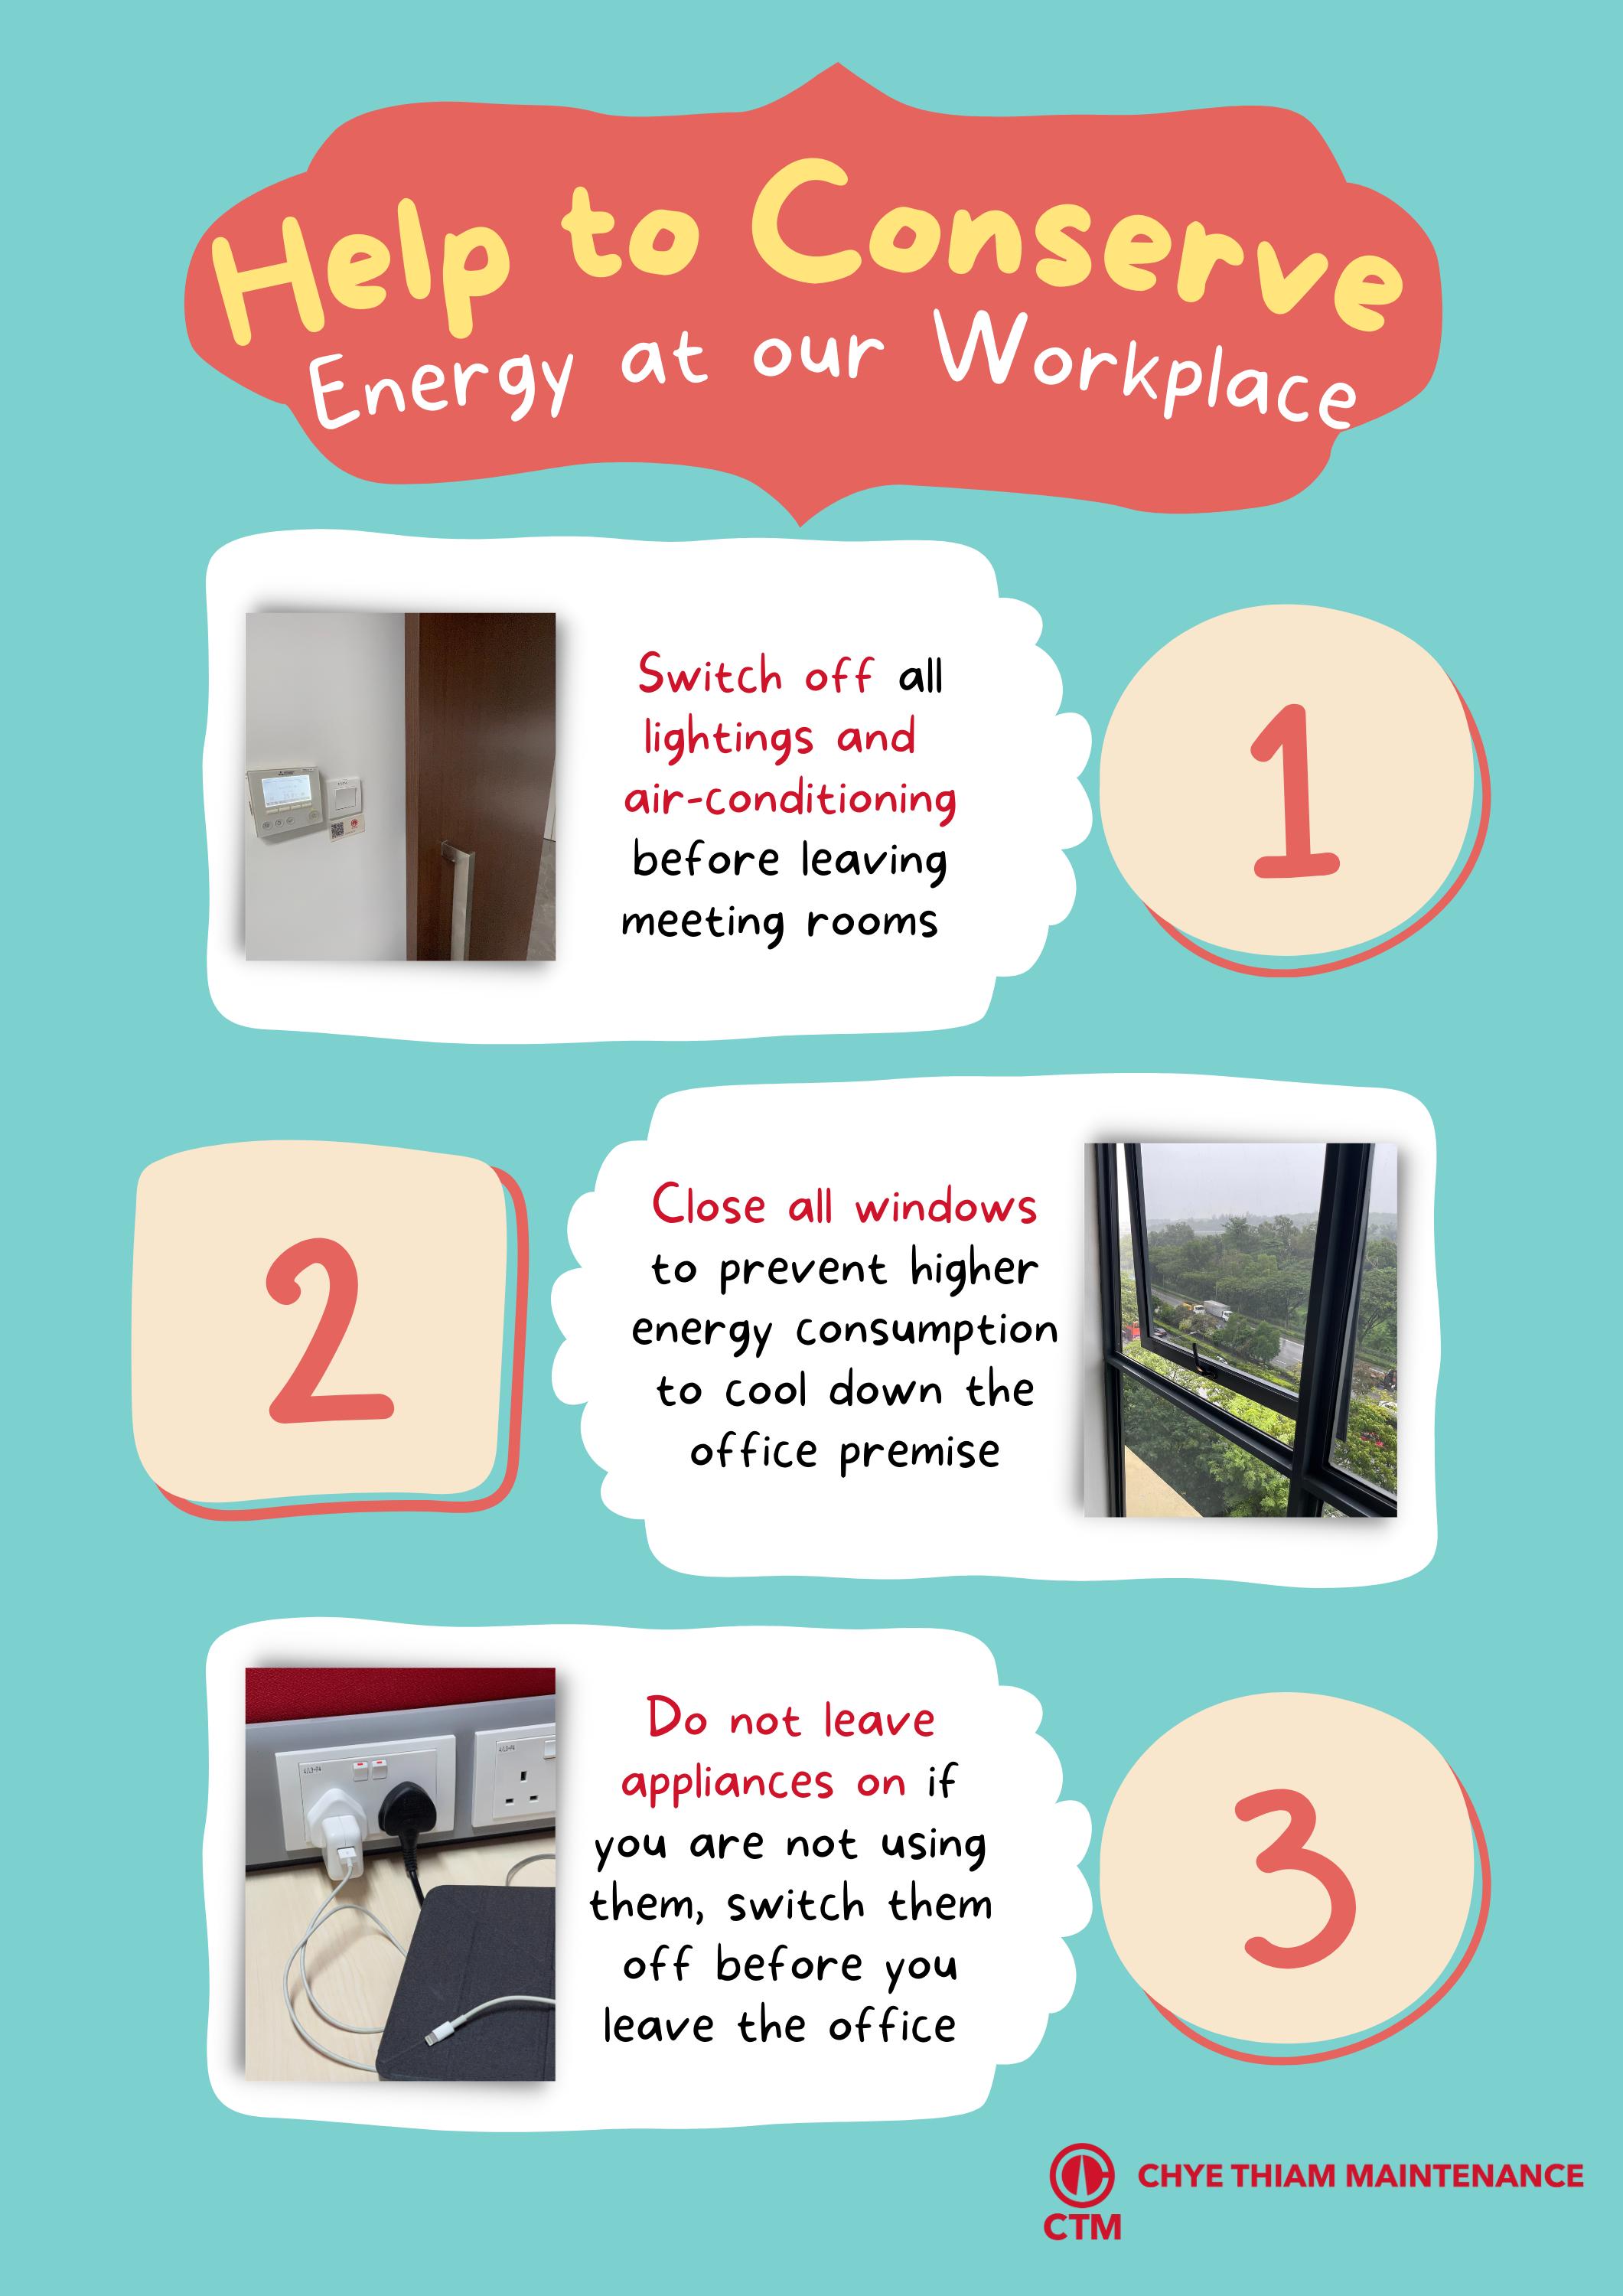 Help to Conserve
Energy at our Workplace
Switch off all
lightings and
air-conditioning
before leaving
meeting rooms
1
2
Close all windows
to prevent higher
energy consumption
to cool down the
office premise
Do not leave
appliances on if
you are not using
them, switch them
off before you
leave the office
3
CTM
CHYE THIAM MAINTENANCE